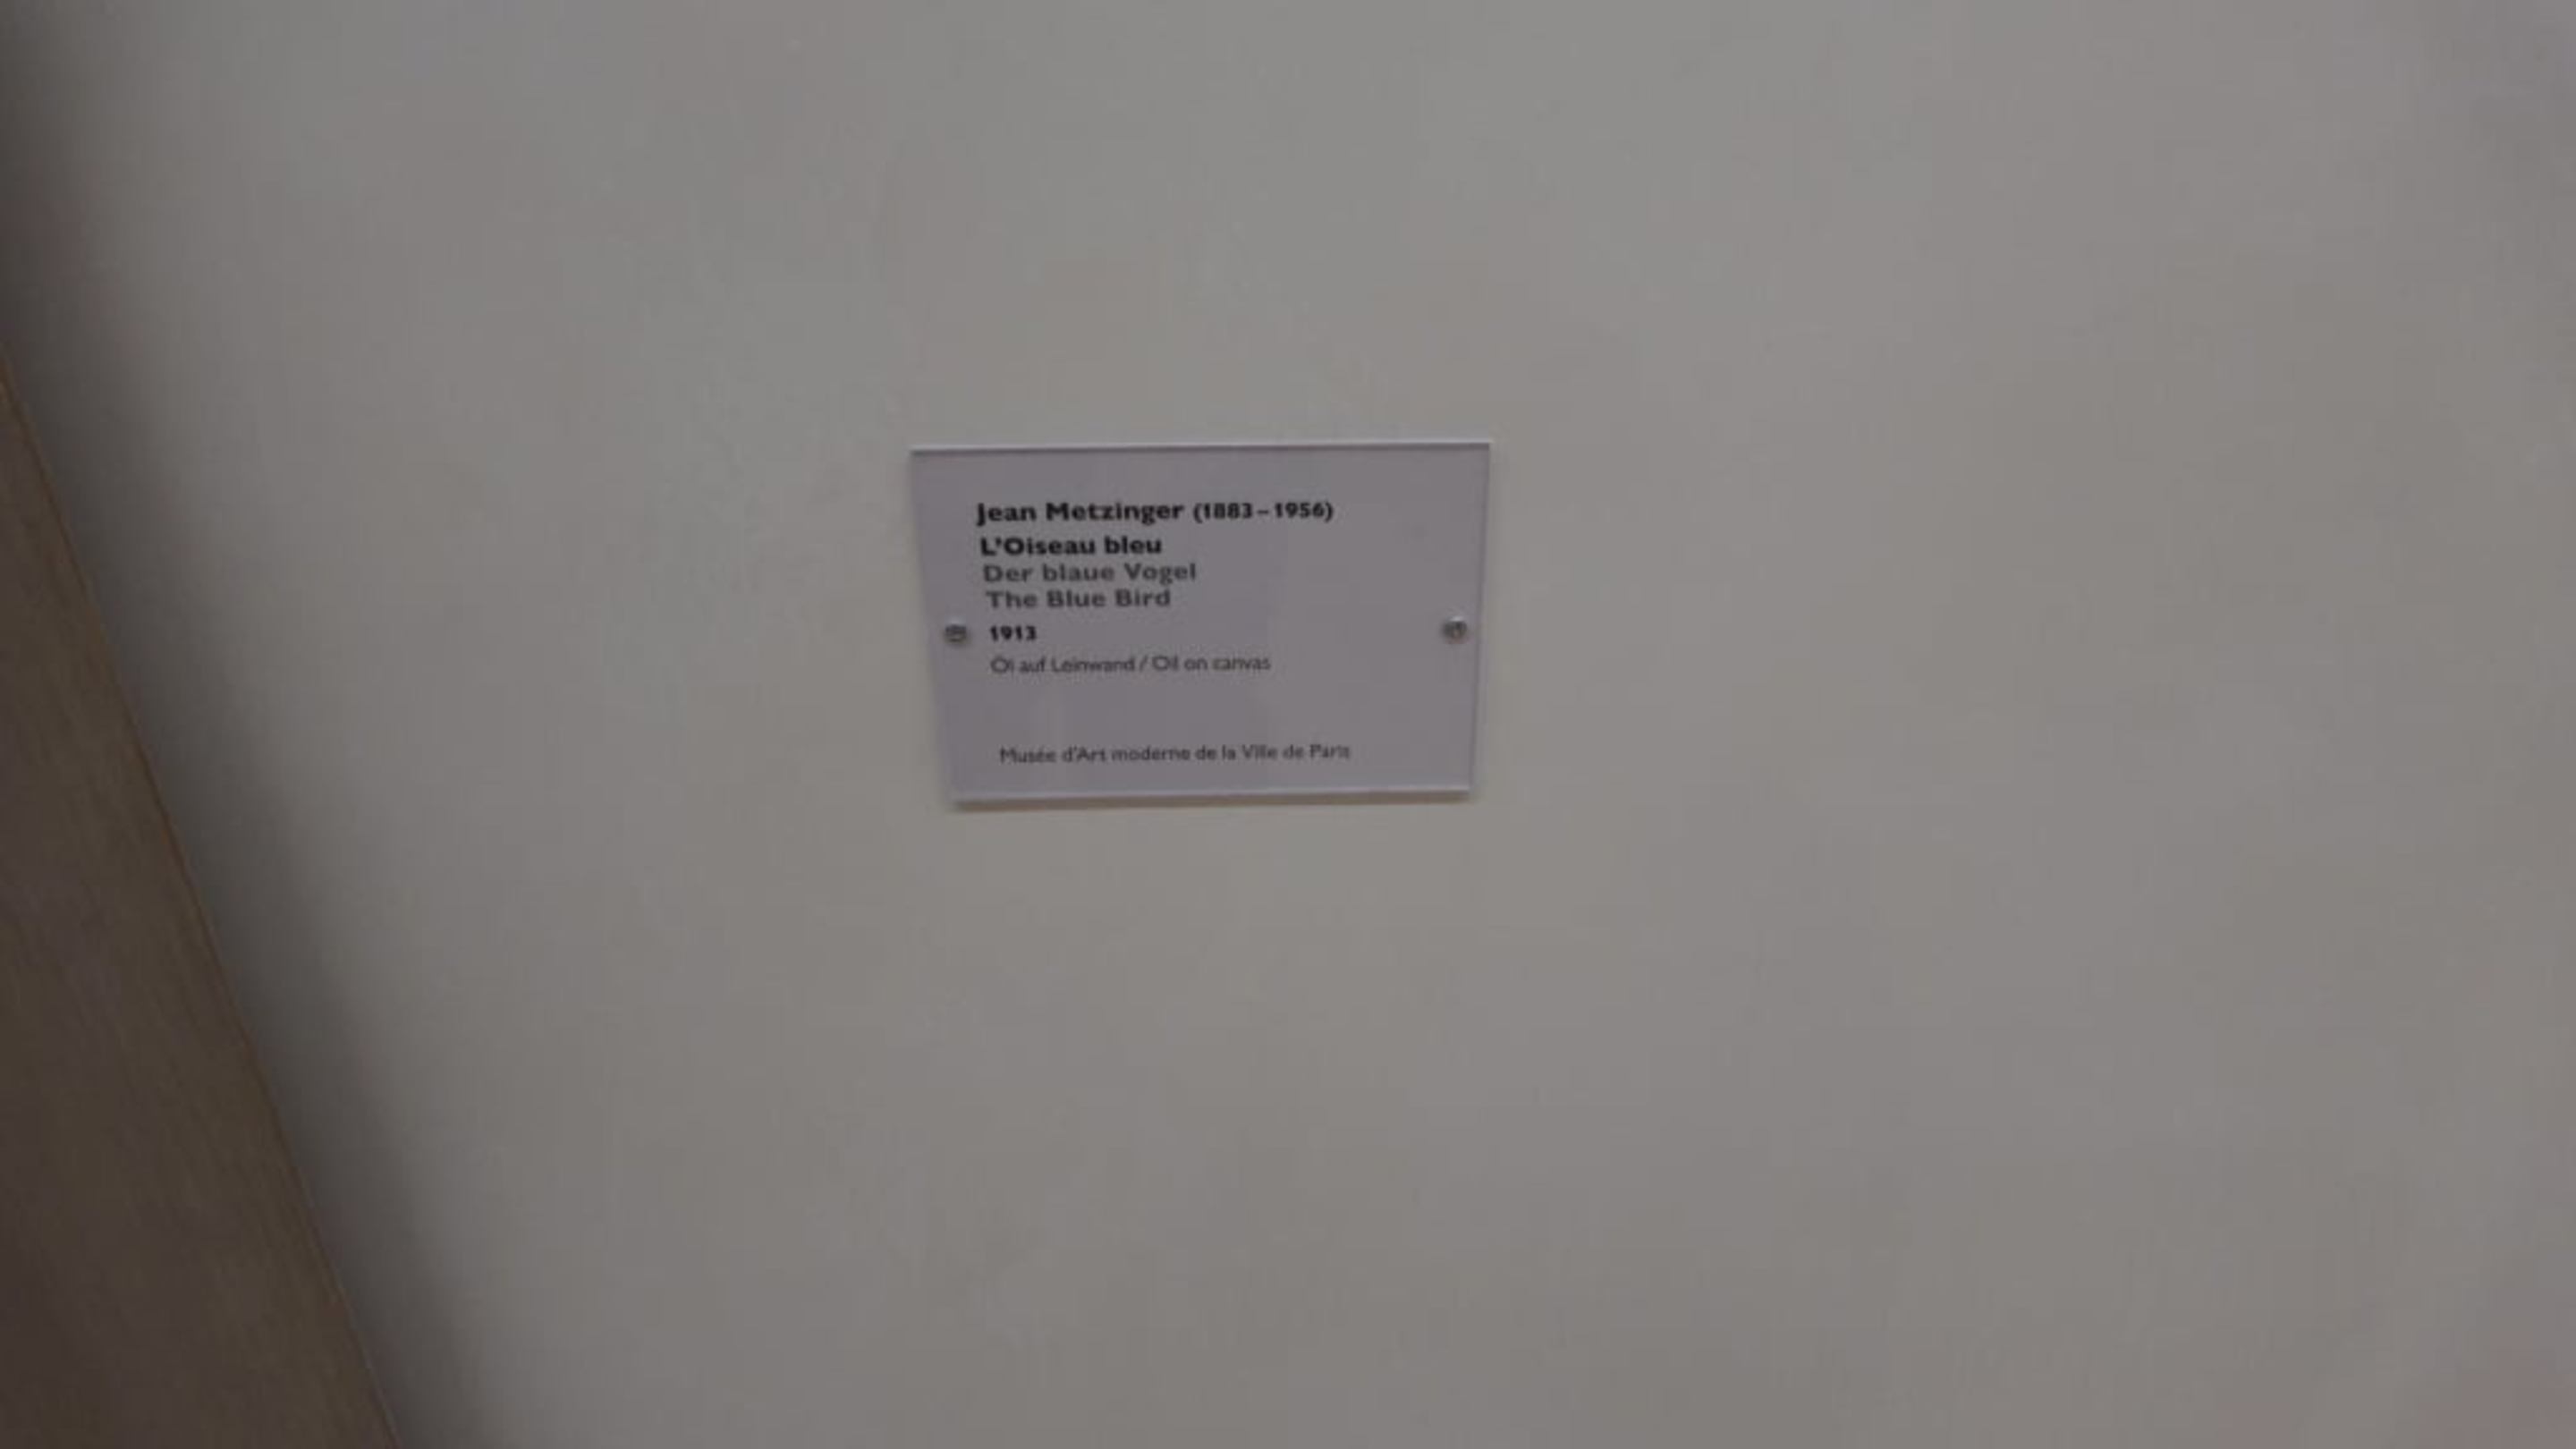 Jean Metzinger (1883–1956)
L'Oiseau bleu
Der blaue Vogel
The Blue Bird
1913
Öl auf Leinwand / Oil on canvas
Musée d'Art moderne de la Ville de Paris